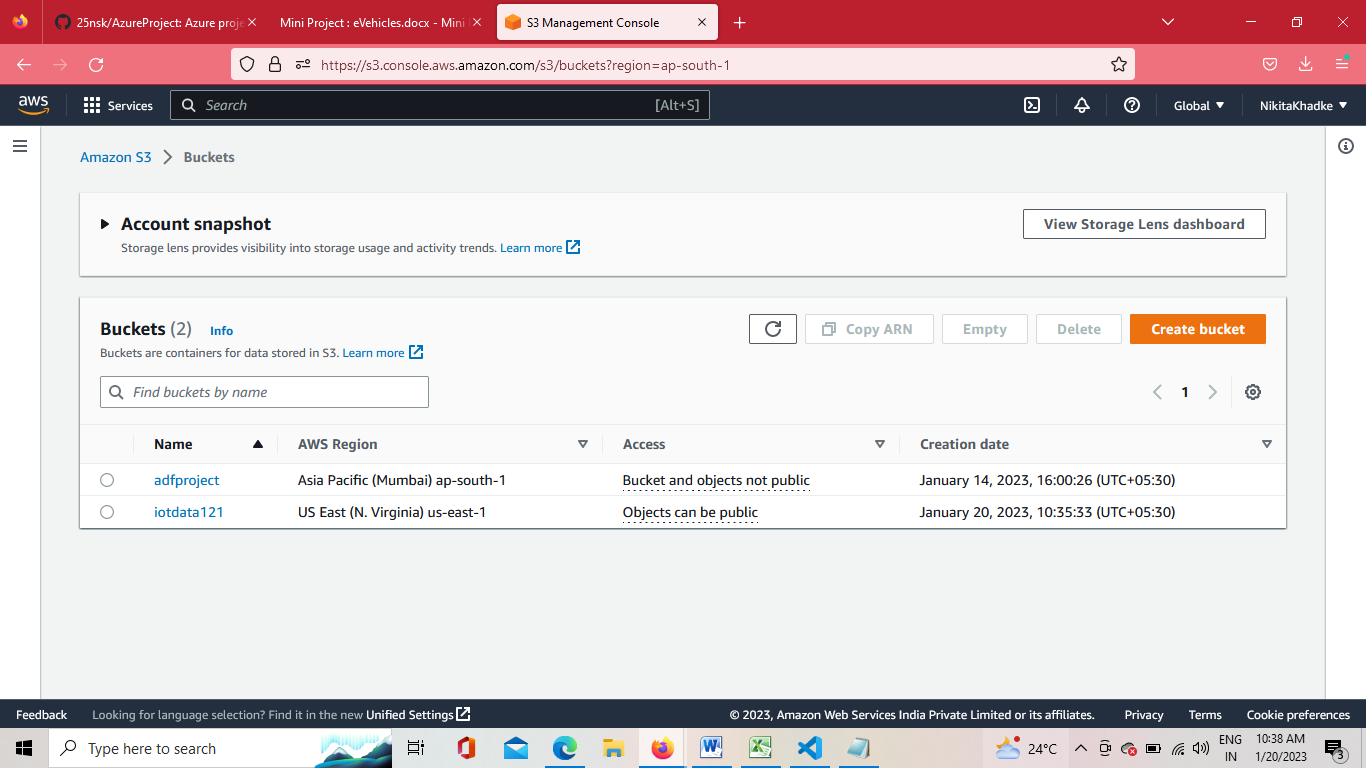 25nsk/AzureProject: Azure proje
Mini Project : eVehicles.docx - Mini
S3 Management Console
https://s3.console.aws.amazon.com/s3/buckets?region=ap-south-1
aws
Services
Search
[Alt+S]
Global
NikitaKhadke
Amazon S3
Buckets
Account snapshot
Storage lens provides visibility into storage usage and activity trends. Learn more
View Storage Lens dashboard
Buckets (2) Info
Buckets are containers for data stored in S3. Learn more
Copy ARN
Empty
Delete
Create bucket
Find buckets by name
1
Name AWS Region Access Creation date
adfproject Asia Pacific (Mumbai) ap-south-1 Bucket and objects not public January 14, 2023, 16:00:26 (UTC+05:30)
iotdata121 US East (N. Virginia) us-east-1 Objects can be public January 20, 2023, 10:35:33 (UTC+05:30)
Feedback
Looking for language selection? Find it in the new Unified Settings
© 2023, Amazon Web Services India Private Limited or its affiliates.
Privacy
Terms
Cookie preferences
Type here to search
24°C
ENG
IN
10:38 AM
1/20/2023
3